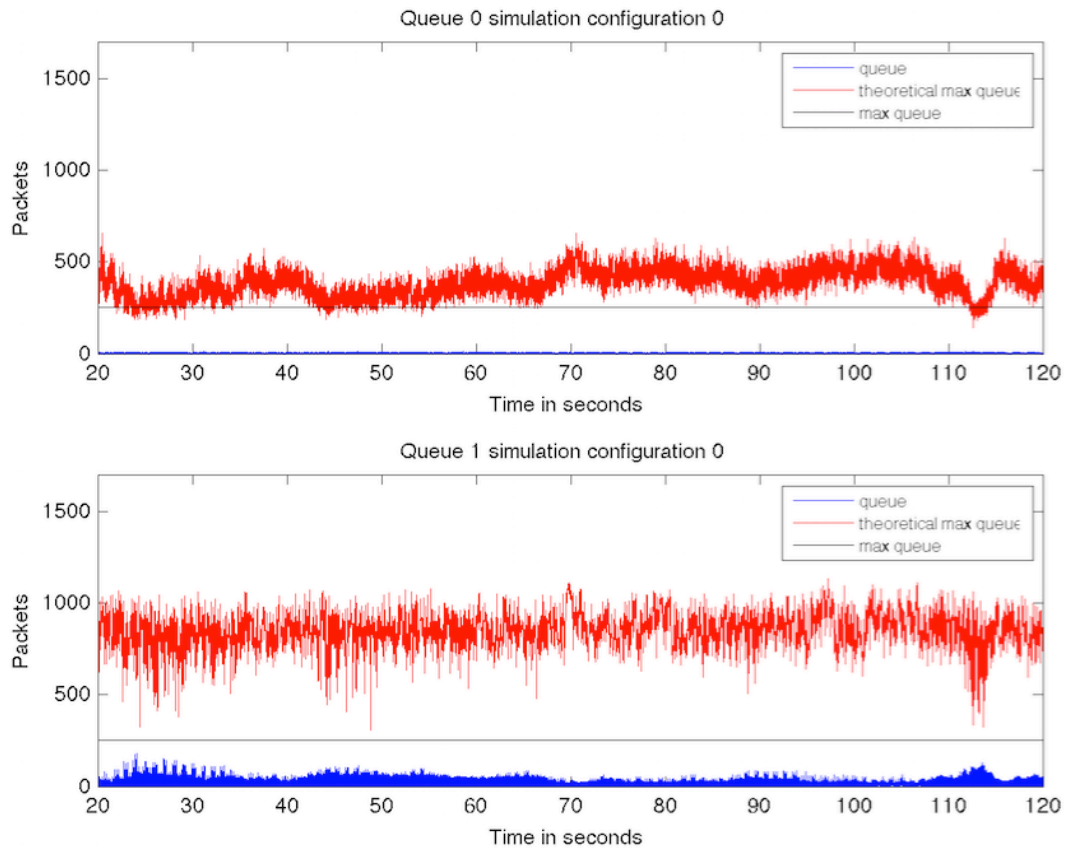 Queue 0 simulation configuration 0
1500
1000
500
0
Packets
queue
theoretical max queue
max queue
20 30 40 50 60 70 80 90 100 110 120
Time in seconds
Queue 1 simulation configuration 0
1500
1000
500
0
Packets
queue
theoretical max queue
max queue
20 30 40 50 60 70 80 90 100 110 120
Time in seconds